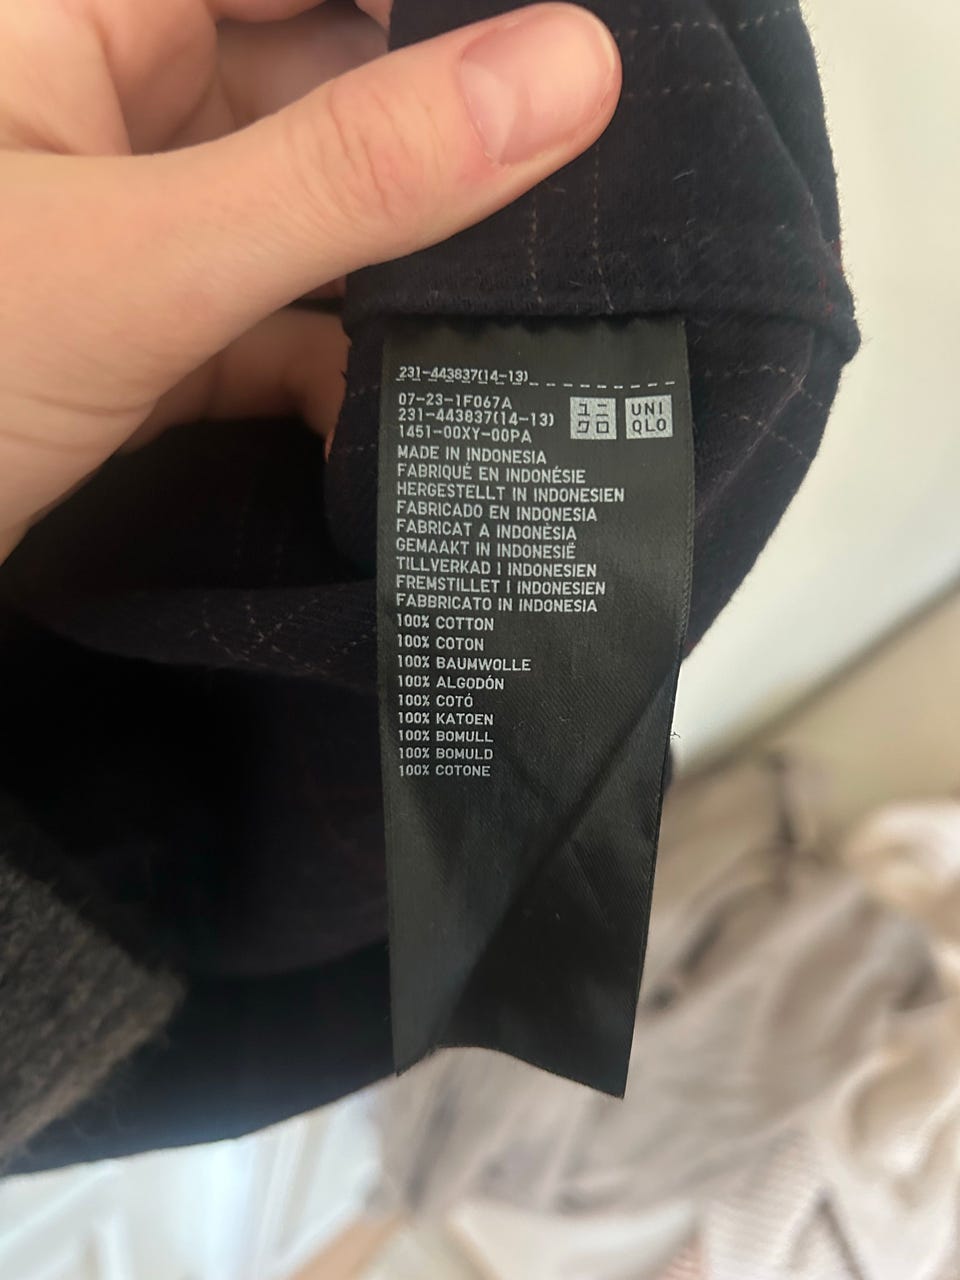 231-443837(14-13)
07-23-1F067A
231-443837(14-13)
1451-00XY-00PA
ユニ
クロ
UNI
QLO
MADE IN INDONESIA
FABRIQUÉ EN INDONÉSIE
HERGESTELLT IN INDONESIEN
FABRICADO EN INDONESIA
FABRICAT A INDONÈSIA
GEMAAKT IN INDONESIË
TILLVERKAD I INDONESIEN
FREMSTILLET I INDONESIEN
FABBRICATO IN INDONESIA
100% COTTON
100% COTON
100% BAUMWOLLE
100% ALGODÓN
100% COTÓ
100% KATOEN
100% BOMULL
100% BOMULD
100% COTONE